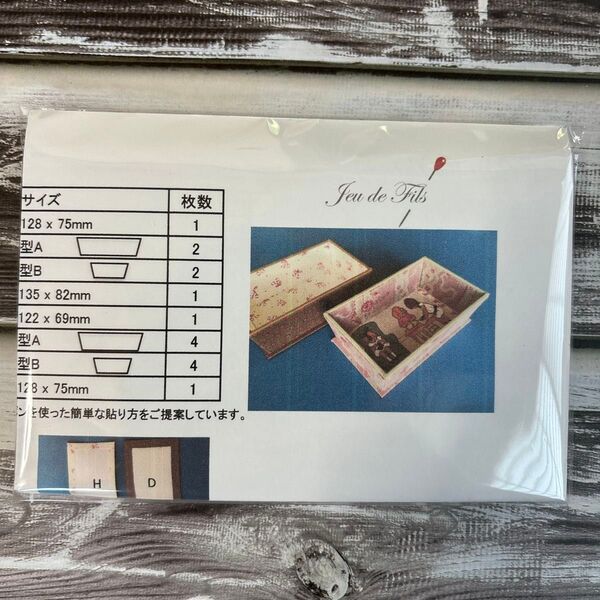 Jeu de Fils
サイズ 枚数
128 x 75mm 1
型A 2
型B 2
135 x 82mm 1
122 x 69mm 1
型A 4
型B 4
128 x 75mm 1
ンを使った簡単な貼り方をご提案しています。
H D